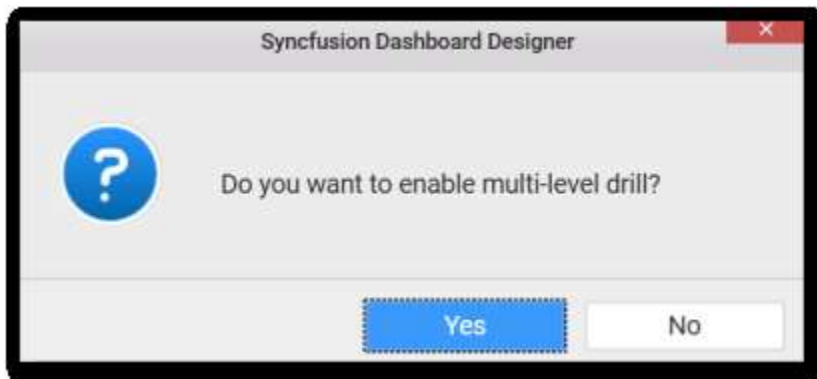 Syncfusion Dashboard Designer
Do you want to enable multi-level drill?
Yes
No